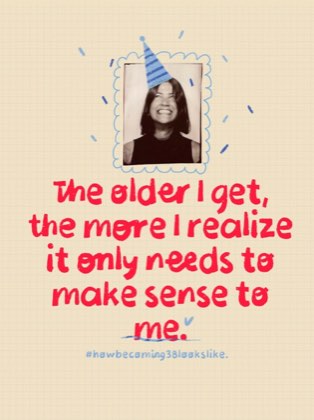 The older I get,
the more I realize
it only needs to
make sense to
me.
#howbecoming38lookslike.